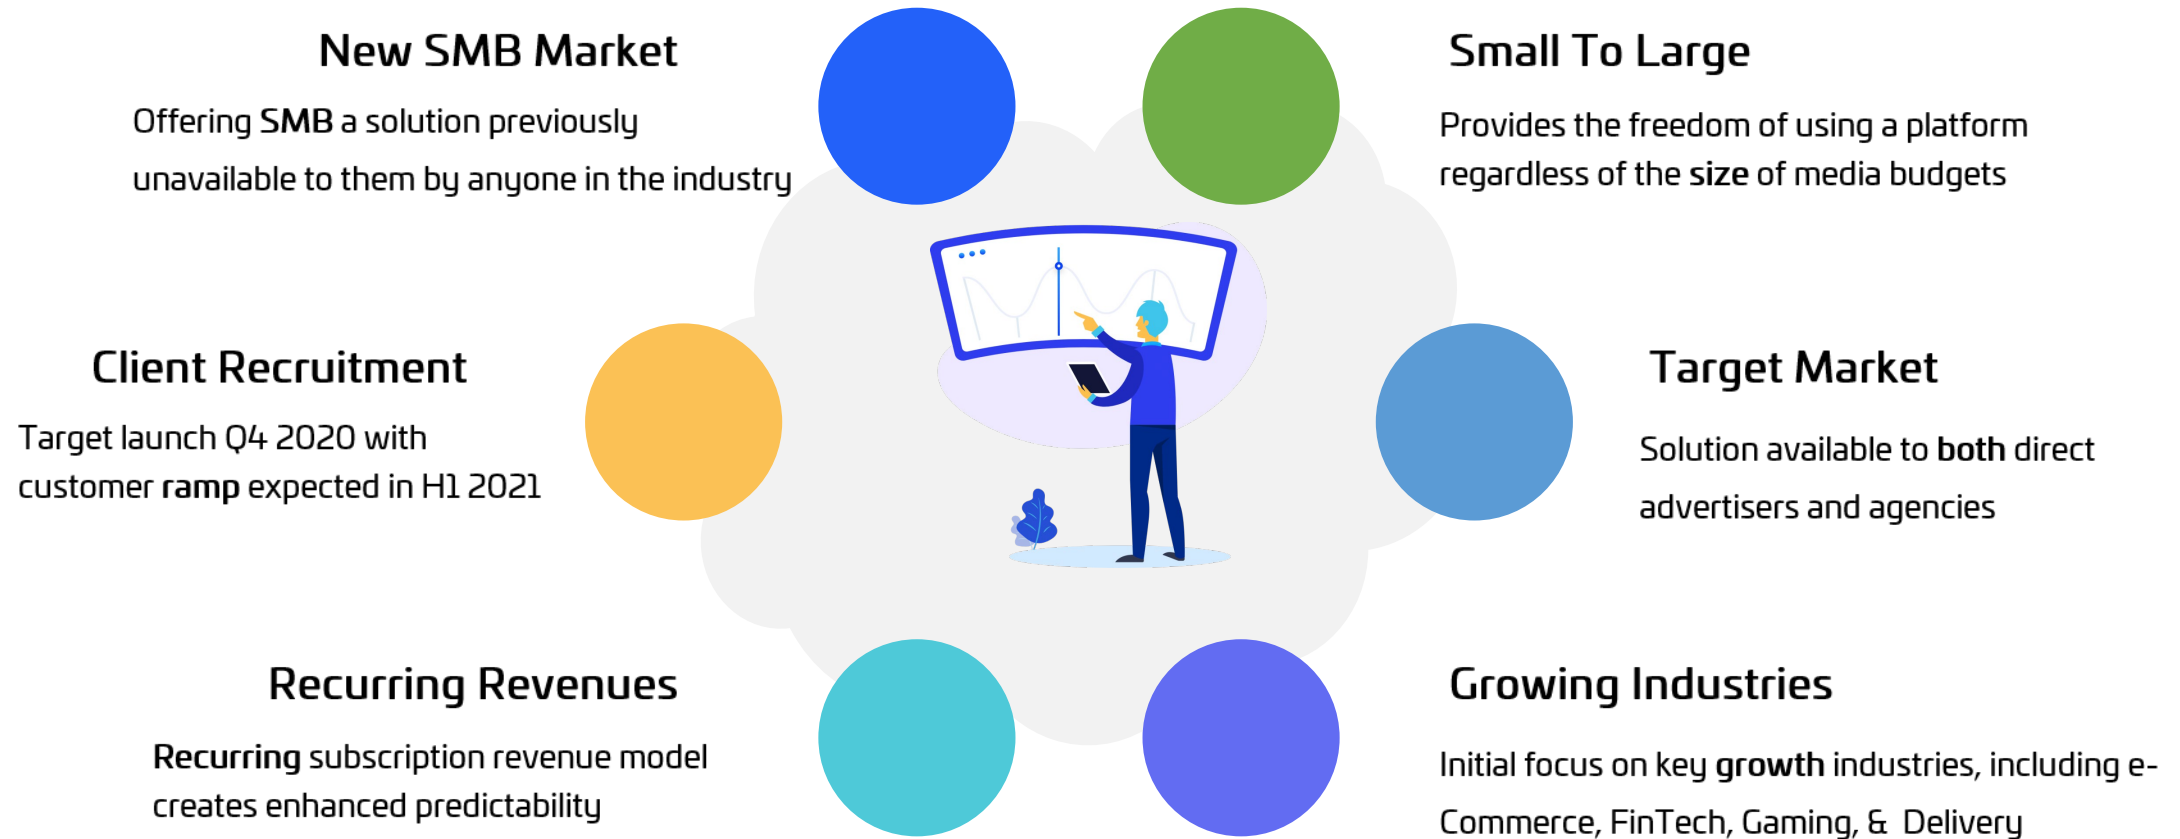 New SMB Market
Offering SMB a solution previously
unavailable to them by anyone in the industry
Small To Large
Provides the freedom of using a platform
regardless of the size of media budgets
Client Recruitment
Target launch Q4 2020 with
customer ramp expected in H1 2021
Target Market
Solution available to both direct
advertisers and agencies
Recurring Revenues
Recurring subscription revenue model
creates enhanced predictability
Growing Industries
Initial focus on key growth industries, including e-
Commerce, FinTech, Gaming, & Delivery